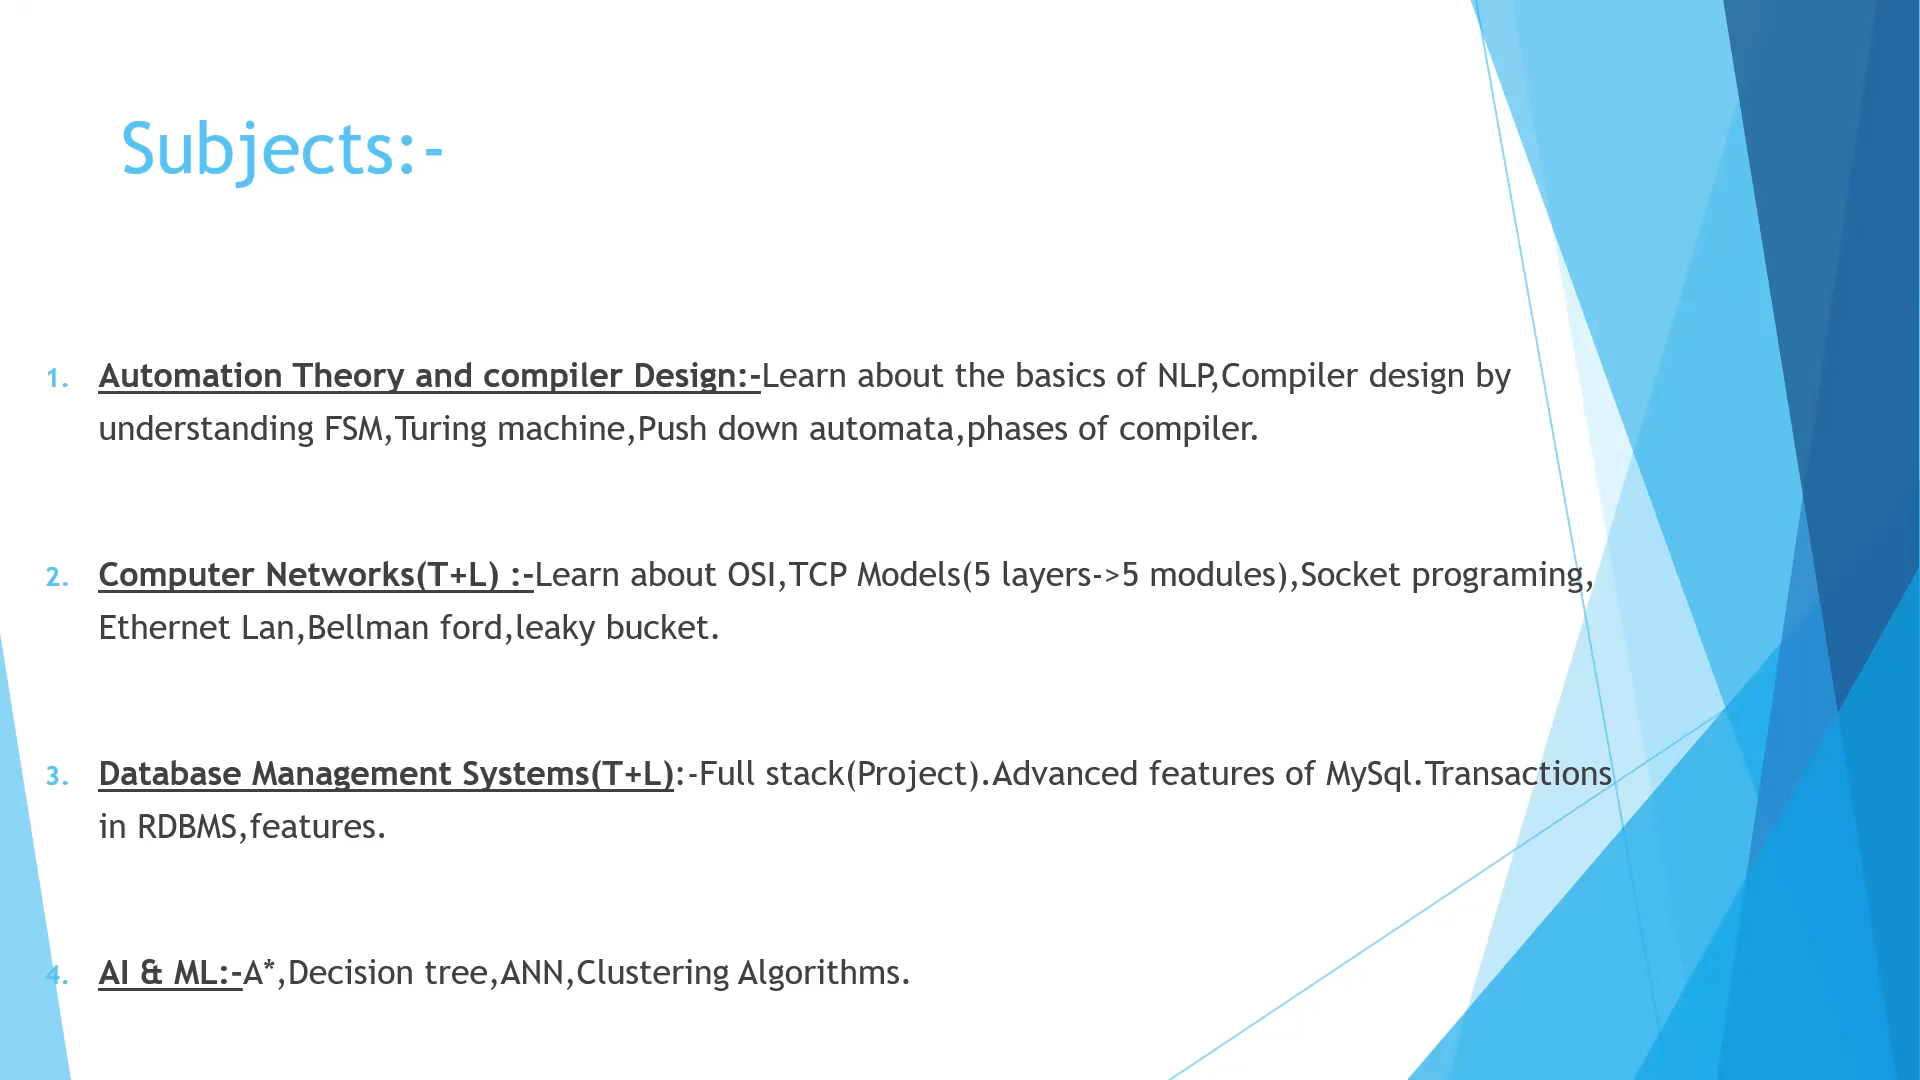 Subjects:-
1. Automation Theory and compiler Design:-Learn about the basics of NLP,Compiler design by
understanding FSM,Turing machine,Push down automata,phases of compiler.
2. Computer Networks(T+L) :-Learn about OSI,TCP Models(5 layers->5 modules),Socket programing,
Ethernet Lan,Bellman ford,leaky bucket.
3. Database Management Systems(T+L):-Full stack(Project).Advanced features of MySql.Transactions
in RDBMS,features.
4. AI & ML:-A*,Decision tree,ANN,Clustering Algorithms.